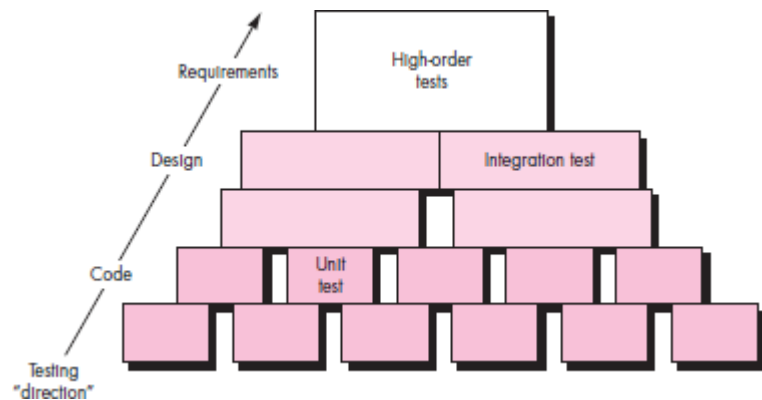 High-order
tests
Requirements
Design
Integration test
Unit
test
Code
Testing
"direction"